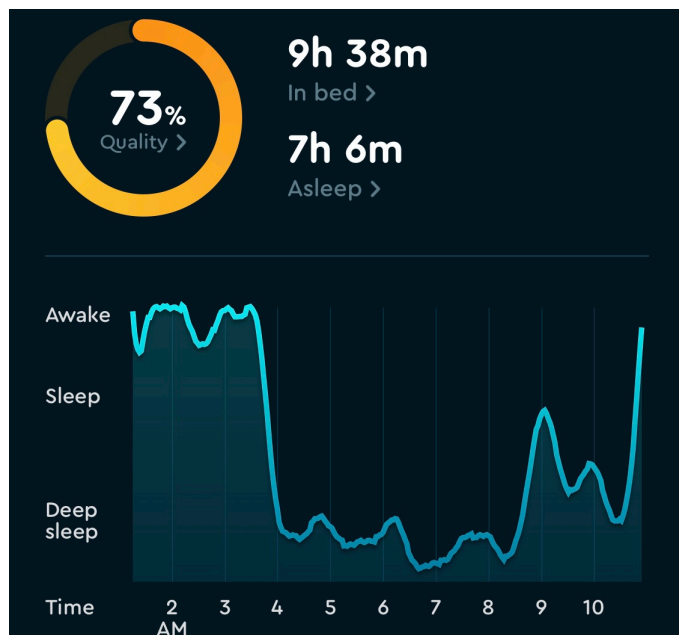 73%
Quality >
9h 38m
In bed >
7h 6m
Asleep >
Awake
Sleep
Deep
sleep
Time 2 3 4 5 6 7 8 9 10
AM